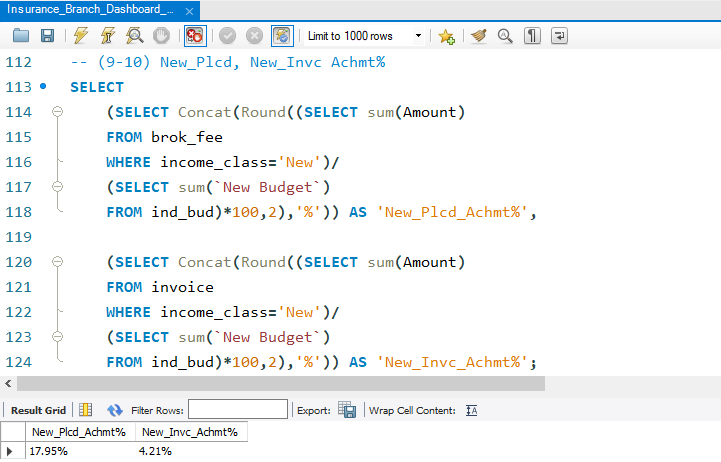 Insurance_Branch_Dashboard_...
Limit to 1000 rows
112 -- (9-10) New_Plcd, New_Invc Achmt%
113 SELECT
114 (SELECT Concat(Round((SELECT sum(Amount)
115 FROM brok_fee
116 WHERE income_class='New')/
117 (SELECT sum(`New Budget`)
118 FROM ind_bud)*100,2),'%')) AS 'New_Plcd_Achmt%',
119
120 (SELECT Concat(Round((SELECT sum(Amount)
121 FROM invoice
122 WHERE income_class='New')/
123 (SELECT sum(`New Budget`)
124 FROM ind_bud)*100,2),'%')) AS 'New_Invc_Achmt%';
Result Grid Filter Rows: Export: Wrap Cell Content:
New_Plcd_Achmt% New_Invc_Achmt%
17.95% 4.21%